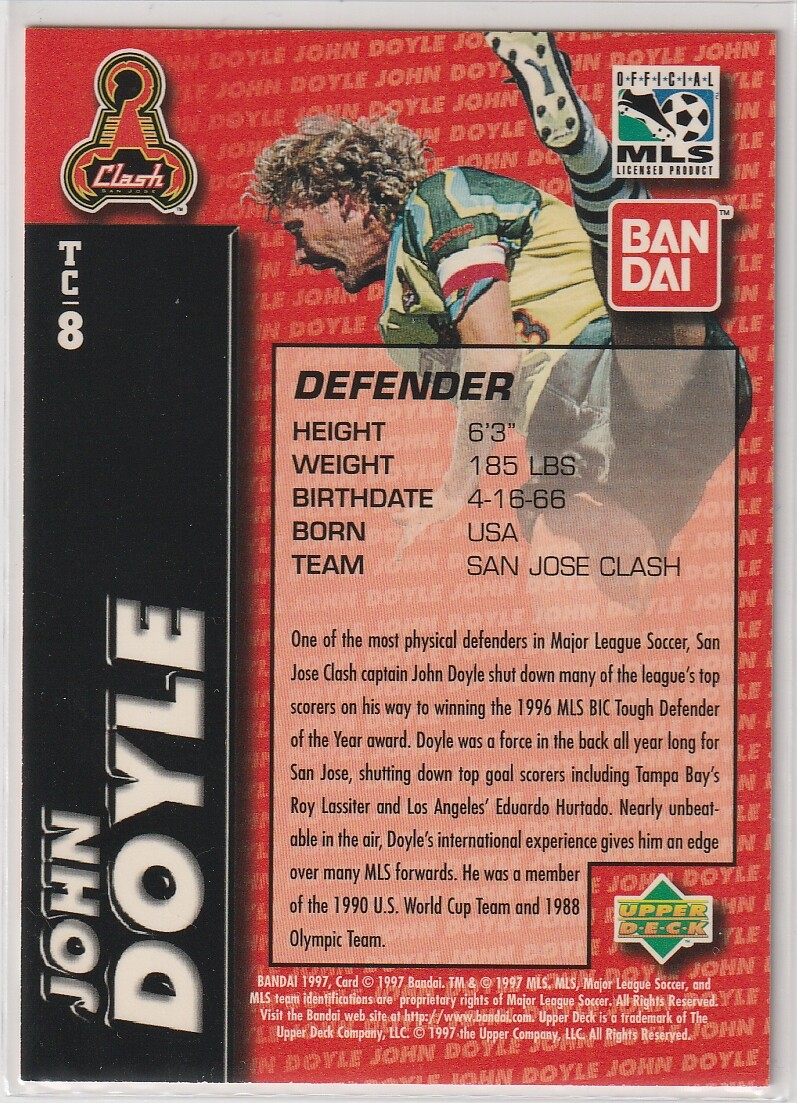 Clash
SAN JOSE
TM
OFFICIAL
MLS
LICENSED PRODUCT
BAN
DAI
TM
TC-8
JOHN
DOYLE
3
DEFENDER
HEIGHT 6'3"
WEIGHT 185 LBS
BIRTHDATE 4-16-66
BORN USA
TEAM SAN JOSE CLASH
One of the most physical defenders in Major League Soccer, San
Jose Clash captain John Doyle shut down many of the league's top
scorers on his way to winning the 1996 MLS BIC Tough Defender
of the Year award. Doyle was a force in the back all year long for
San Jose, shutting down top goal scorers including Tampa Bay's
Roy Lassiter and Los Angeles' Eduardo Hurtado. Nearly unbeat-
able in the air, Doyle's international experience gives him an edge
over many MLS forwards. He was a member
of the 1990 U.S. World Cup Team and 1988
Olympic Team.
UPPER
D·E·C·K
BANDAI 1997, Card © 1997 Bandai. TM & © 1997 MLS. MLS, Major League Soccer, and
MLS team identifications are proprietary rights of Major League Soccer. All Rights Reserved.
Visit the Bandai web site at http://www.bandai.com. Upper Deck is a trademark of The
Upper Deck Company, LLC. © 1997 the Upper Company, LLC. All Rights Reserved.
JOHN DOYLE JOHN DOYLE JOHN DOYLE